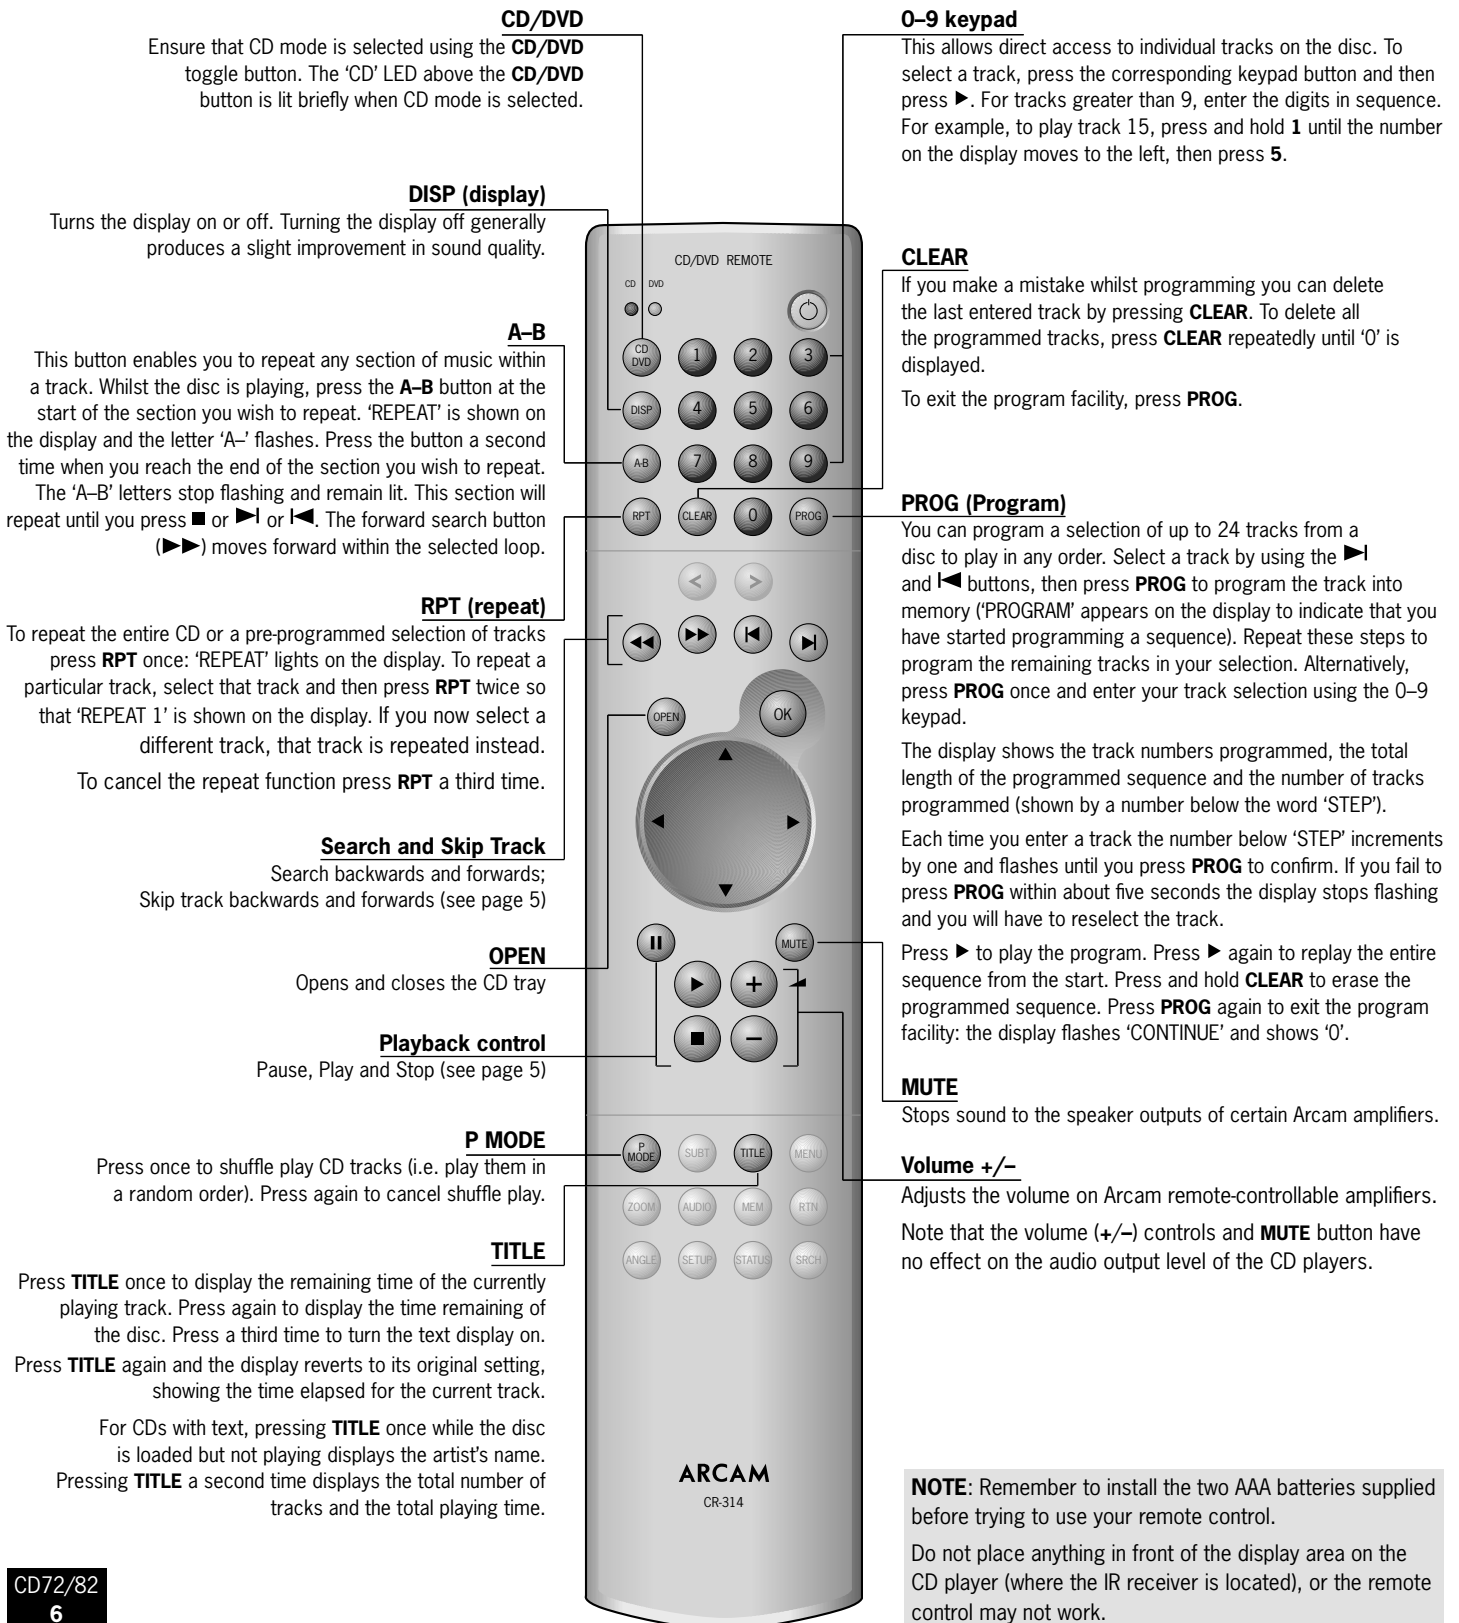 CD/DVD
Ensure that CD mode is selected using the CD/DVD
toggle button. The ‘CD’ LED above the CD/DVD
button is lit briefly when CD mode is selected.
DISP (display)
Turns the display on or off. Turning the display off generally
produces a slight improvement in sound quality.
A–B
This button enables you to repeat any section of music within
a track. Whilst the disc is playing, press the A–B button at the
start of the section you wish to repeat. ‘REPEAT’ is shown on
the display and the letter ‘A–’ flashes. Press the button a second
time when you reach the end of the section you wish to repeat.
The ‘A–B’ letters stop flashing and remain lit. This section will
repeat until you press ■ or ▶| or |◀. The forward search button
(▶▶) moves forward within the selected loop.
RPT (repeat)
To repeat the entire CD or a pre-programmed selection of tracks
press RPT once: ‘REPEAT’ lights on the display. To repeat a
particular track, select that track and then press RPT twice so
that ‘REPEAT 1’ is shown on the display. If you now select a
different track, that track is repeated instead.
To cancel the repeat function press RPT a third time.
Search and Skip Track
Search backwards and forwards;
Skip track backwards and forwards (see page 5)
OPEN
Opens and closes the CD tray
Playback control
Pause, Play and Stop (see page 5)
P MODE
Press once to shuffle play CD tracks (i.e. play them in
a random order). Press again to cancel shuffle play.
TITLE
Press TITLE once to display the remaining time of the currently
playing track. Press again to display the time remaining of
the disc. Press a third time to turn the text display on.
Press TITLE again and the display reverts to its original setting,
showing the time elapsed for the current track.
For CDs with text, pressing TITLE once while the disc
is loaded but not playing displays the artist’s name.
Pressing TITLE a second time displays the total number of
tracks and the total playing time.
CD72/82
6
CD/DVD REMOTE
CD DVD
CD
DVD
1 2 3
DISP 4 5 6
A-B 7 8 9
RPT CLEAR 0 PROG
< >
◀◀ ▶▶ |◀ ▶|
OPEN OK
▲
◀ ▶
▼
MUTE
▶ +
■ −
P
MODE SUBT TITLE MENU
ZOOM AUDIO MEM RTN
ANGLE SETUP STATUS SRCH
ARCAM
CR-314
0–9 keypad
This allows direct access to individual tracks on the disc. To
select a track, press the corresponding keypad button and then
press ▶. For tracks greater than 9, enter the digits in sequence.
For example, to play track 15, press and hold 1 until the number
on the display moves to the left, then press 5.
CLEAR
If you make a mistake whilst programming you can delete
the last entered track by pressing CLEAR. To delete all
the programmed tracks, press CLEAR repeatedly until ‘0’ is
displayed.
To exit the program facility, press PROG.
PROG (Program)
You can program a selection of up to 24 tracks from a
disc to play in any order. Select a track by using the ▶|
and |◀ buttons, then press PROG to program the track into
memory (‘PROGRAM’ appears on the display to indicate that you
have started programming a sequence). Repeat these steps to
program the remaining tracks in your selection. Alternatively,
press PROG once and enter your track selection using the 0–9
keypad.
The display shows the track numbers programmed, the total
length of the programmed sequence and the number of tracks
programmed (shown by a number below the word ‘STEP’).
Each time you enter a track the number below ‘STEP’ increments
by one and flashes until you press PROG to confirm. If you fail to
press PROG within about five seconds the display stops flashing
and you will have to reselect the track.
Press ▶ to play the program. Press ▶ again to replay the entire
sequence from the start. Press and hold CLEAR to erase the
programmed sequence. Press PROG again to exit the program
facility: the display flashes ‘CONTINUE’ and shows ‘0’.
MUTE
Stops sound to the speaker outputs of certain Arcam amplifiers.
Volume +/–
Adjusts the volume on Arcam remote-controllable amplifiers.
Note that the volume (+/–) controls and MUTE button have
no effect on the audio output level of the CD players.
NOTE: Remember to install the two AAA batteries supplied
before trying to use your remote control.
Do not place anything in front of the display area on the
CD player (where the IR receiver is located), or the remote
control may not work.